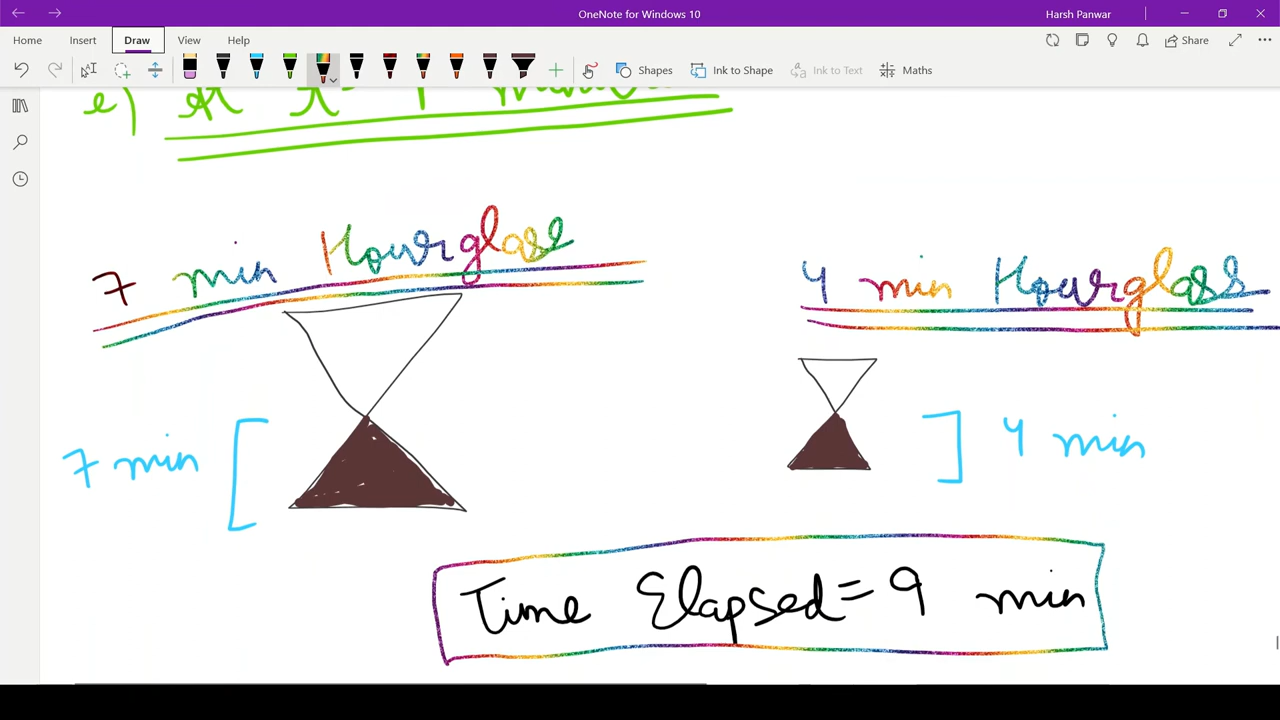 OneNote for Windows 10
Harsh Panwar
Home Insert Draw View Help
Share
Shapes Ink to Shape Ink to Text Maths
e)
7 min Hourglass
4 min Hourglass
7 min
4 min
Time Elapsed = 9 min